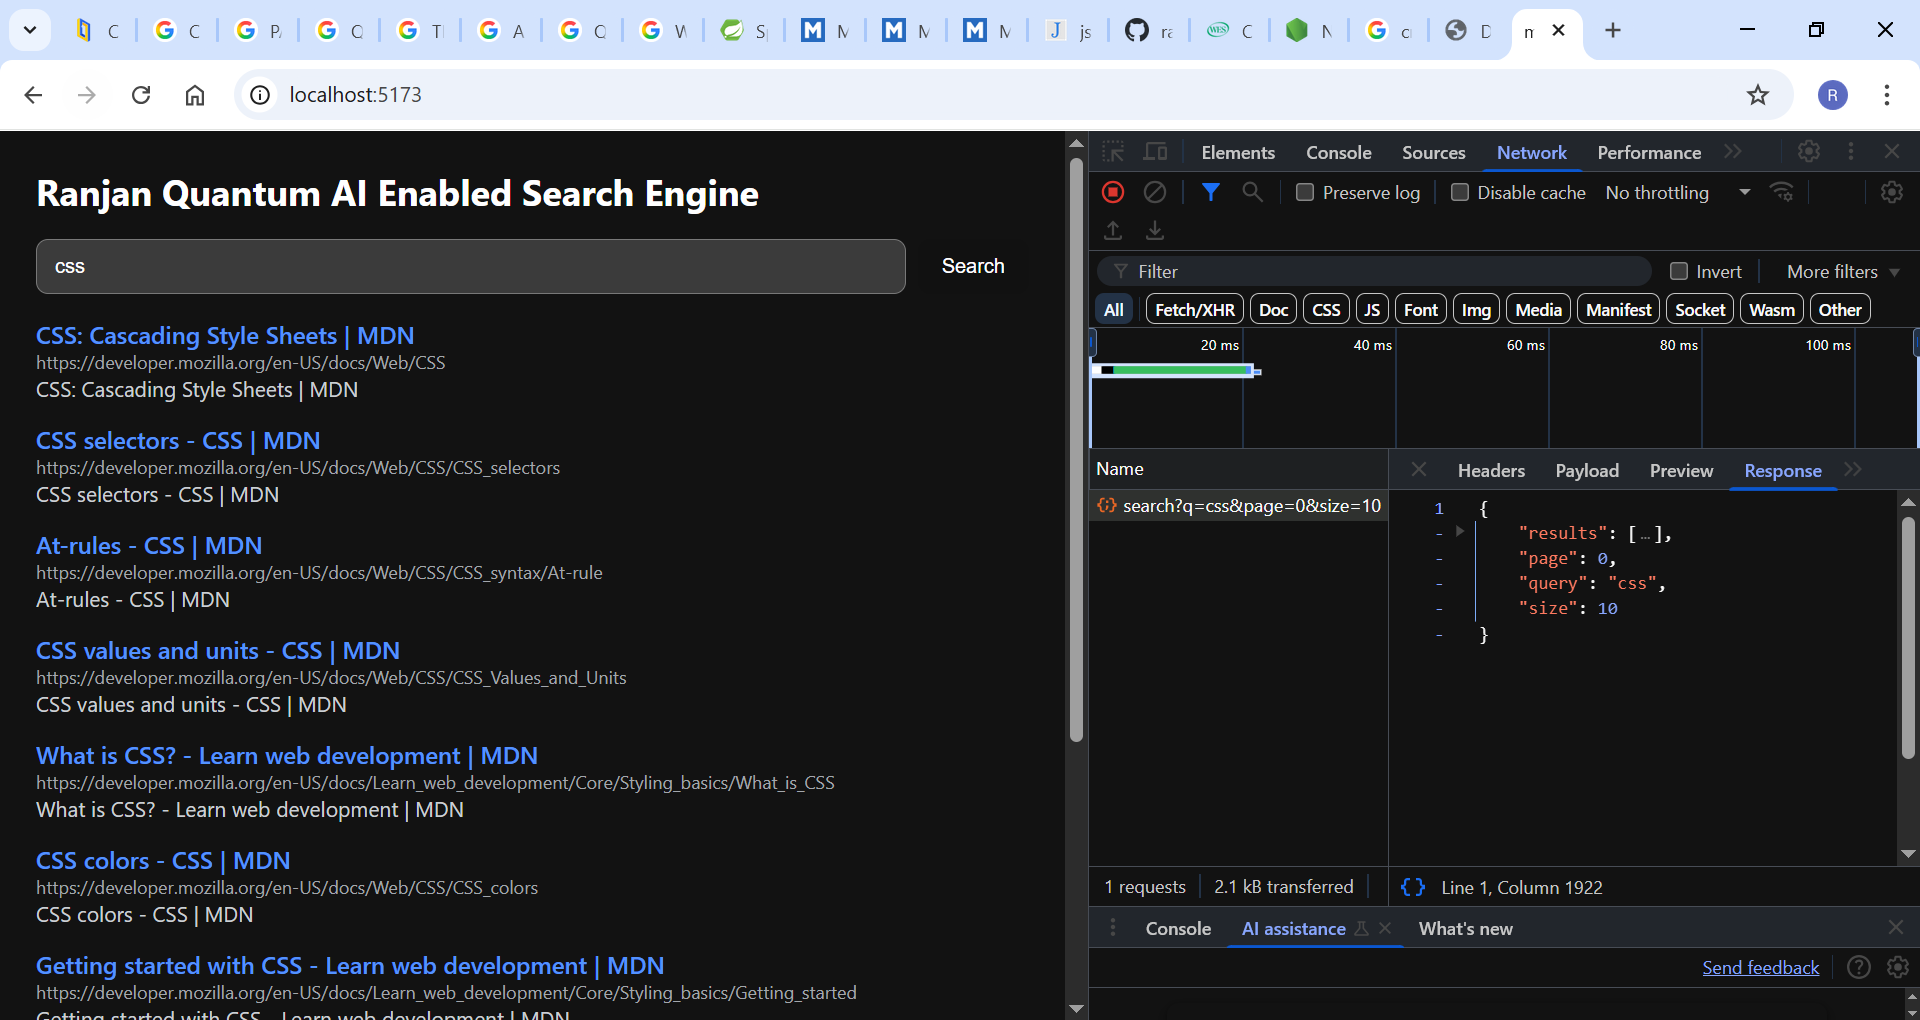 localhost:5173
R
Ranjan Quantum AI Enabled Search Engine
css
Search
CSS: Cascading Style Sheets | MDN
https://developer.mozilla.org/en-US/docs/Web/CSS
CSS: Cascading Style Sheets | MDN
CSS selectors - CSS | MDN
https://developer.mozilla.org/en-US/docs/Web/CSS/CSS_selectors
CSS selectors - CSS | MDN
At-rules - CSS | MDN
https://developer.mozilla.org/en-US/docs/Web/CSS/CSS_syntax/At-rule
At-rules - CSS | MDN
CSS values and units - CSS | MDN
https://developer.mozilla.org/en-US/docs/Web/CSS/CSS_Values_and_Units
CSS values and units - CSS | MDN
What is CSS? - Learn web development | MDN
https://developer.mozilla.org/en-US/docs/Learn_web_development/Core/Styling_basics/What_is_CSS
What is CSS? - Learn web development | MDN
CSS colors - CSS | MDN
https://developer.mozilla.org/en-US/docs/Web/CSS/CSS_colors
CSS colors - CSS | MDN
Getting started with CSS - Learn web development | MDN
https://developer.mozilla.org/en-US/docs/Learn_web_development/Core/Styling_basics/Getting_started
Getting started with CSS - Learn web development | MDN
Elements Console Sources Network Performance
Preserve log Disable cache No throttling
Filter Invert More filters
All Fetch/XHR Doc CSS JS Font Img Media Manifest Socket Wasm Other
20 ms 40 ms 60 ms 80 ms 100 ms
Name
search?q=css&page=0&size=10
Headers Payload Preview Response
1 {
- "results": […],
- "page": 0,
- "query": "css",
- "size": 10
- }
1 requests 2.1 kB transferred
{ } Line 1, Column 1922
Console AI assistance What's new
Send feedback